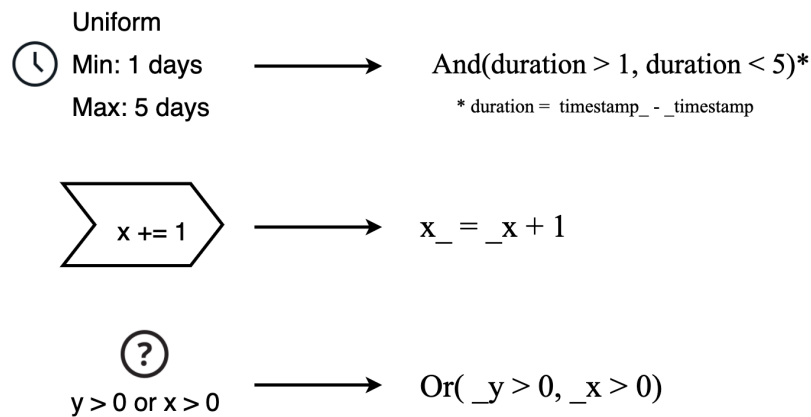 Uniform
Min: 1 days
Max: 5 days
And(duration > 1, duration < 5)*
* duration = timestamp_ - _timestamp
x += 1
x_ = _x + 1
?
y > 0 or x > 0
Or( _y > 0, _x > 0)